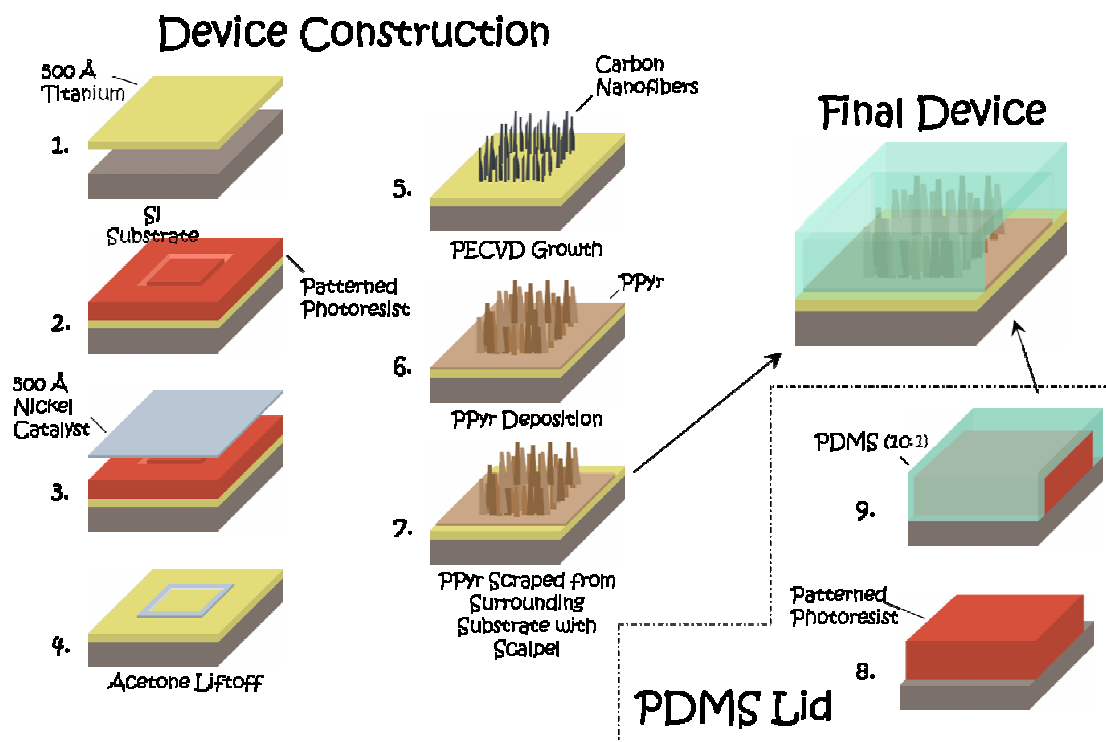 Device Construction
500 Å
Titanium
1.
Si
Substrate
2.
Patterned
Photoresist
300 Å
Nickel
Catalyst
3.
4.
Acetone Liftoff
Carbon
Nanofibers
5.
PECVD Growth
PPyr
6.
PPyr Deposition
7.
PPyr Scraped from
Surrounding
Substrate with
Scalpel
Final Device
PDMS (10:1)
9.
Patterned
Photoresist
8.
PDMS Lid